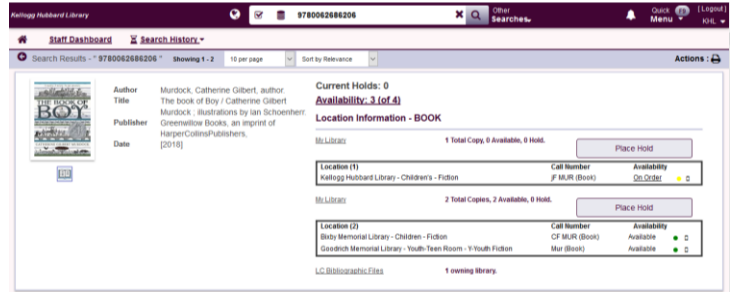 Kellogg Hubbard Library
9780062686206
Other Searches
Quick Menu F8
[Logout] KHL
Staff Dashboard
Search History
Search Results - " 9780062686206 " Showing 1 - 2 10 per page Sort by Relevance Actions :
THE BOOK OF
BOY
Author Murdock, Catherine Gilbert, author.
Title The book of Boy / Catherine Gilbert
Murdock ; illustrations by Ian Schoenherr.
Publisher Greenwillow Books, an imprint of
HarperCollinsPublishers,
Date [2018]
Current Holds: 0
Availability: 3 (of 4)
Location Information - BOOK
My Library 1 Total Copy, 0 Available, 0 Hold. Place Hold
Location (1) Call Number Availability
Kellogg Hubbard Library - Children's - Fiction jF MUR (Book) On Order
My Library 2 Total Copies, 2 Available, 0 Hold. Place Hold
Location (2) Call Number Availability
Bixby Memorial Library - Children - Fiction CF MUR (Book) Available
Goodrich Memorial Library - Youth-Teen Room - Y-Youth Fiction Mur (Book) Available
LC Bibliographic Files 1 owning library.